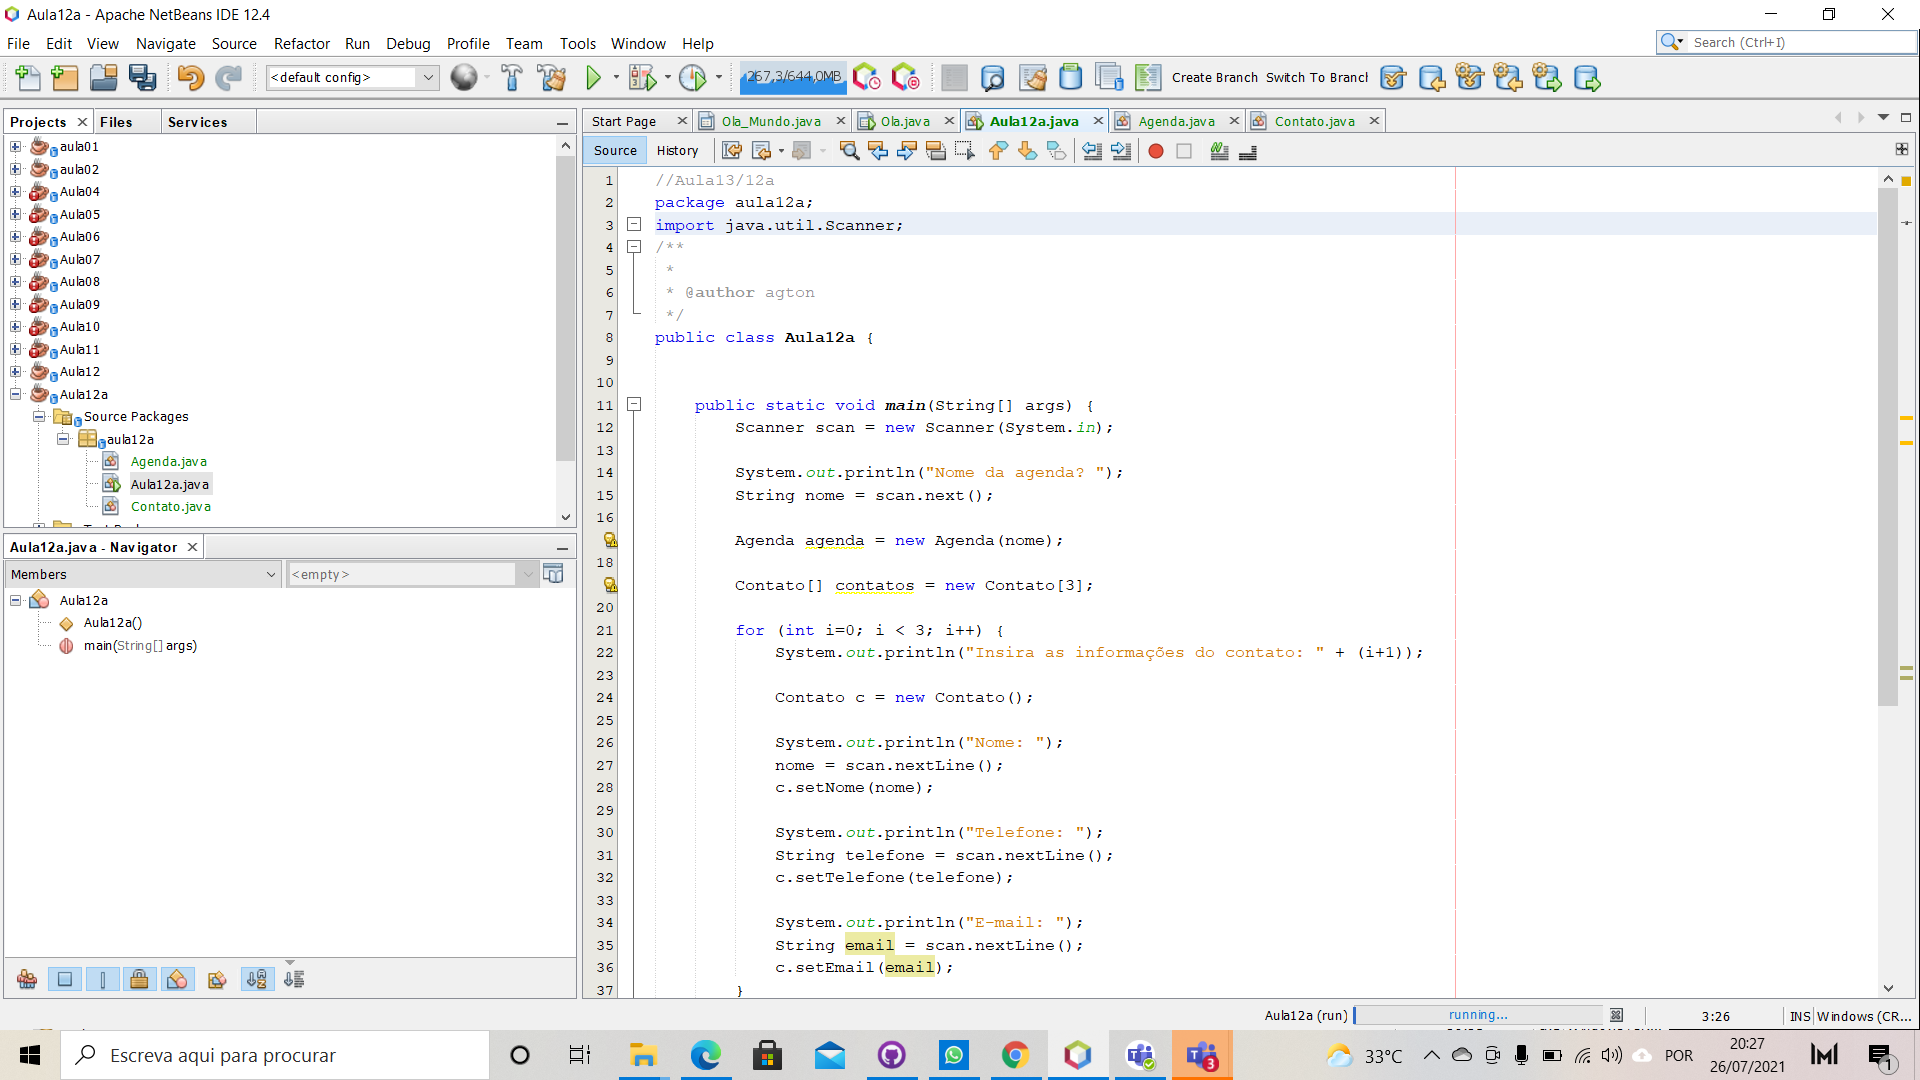 Aula12a - Apache NetBeans IDE 12.4
File Edit View Navigate Source Refactor Run Debug Profile Team Tools Window Help
Search (Ctrl+I)
<default config>
267,3/644,0MB
Create Branch Switch To Branch
Projects Files Services
aula01
aula02
Aula04
Aula05
Aula06
Aula07
Aula08
Aula09
Aula10
Aula11
Aula12
Aula12a
Source Packages
aula12a
Agenda.java
Aula12a.java
Contato.java
Aula12a.java - Navigator
Members
<empty>
Aula12a
Aula12a()
main(String[] args)
Start Page Ola_Mundo.java Ola.java Aula12a.java Agenda.java Contato.java
Source History
1 //Aula13/12a
2 package aula12a;
3 import java.util.Scanner;
4 /**
5 *
6 * @author agton
7 */
8 public class Aula12a {
9
10
11 public static void main(String[] args) {
12 Scanner scan = new Scanner(System.in);
13
14 System.out.println("Nome da agenda? ");
15 String nome = scan.next();
16
Agenda agenda = new Agenda(nome);
18
Contato[] contatos = new Contato[3];
20
21 for (int i=0; i < 3; i++) {
22 System.out.println("Insira as informações do contato: " + (i+1));
23
24 Contato c = new Contato();
25
26 System.out.println("Nome: ");
27 nome = scan.nextLine();
28 c.setNome(nome);
29
30 System.out.println("Telefone: ");
31 String telefone = scan.nextLine();
32 c.setTelefone(telefone);
33
34 System.out.println("E-mail: ");
35 String email = scan.nextLine();
36 c.setEmail(email);
37 }
Aula12a (run) running... 3:26 INS Windows (CR...
Escreva aqui para procurar
3
33°C
POR
20:27
26/07/2021
1